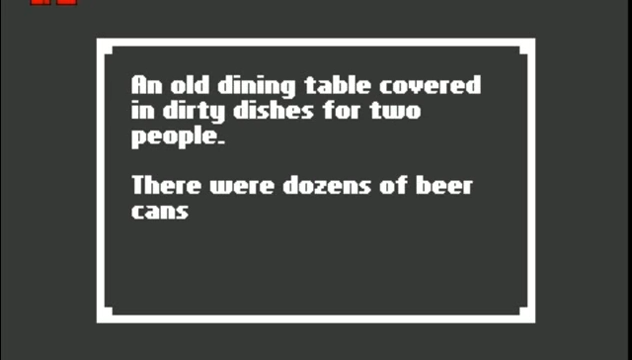 An old dining table covered
in dirty dishes for two
people.
There were dozens of beer
cans